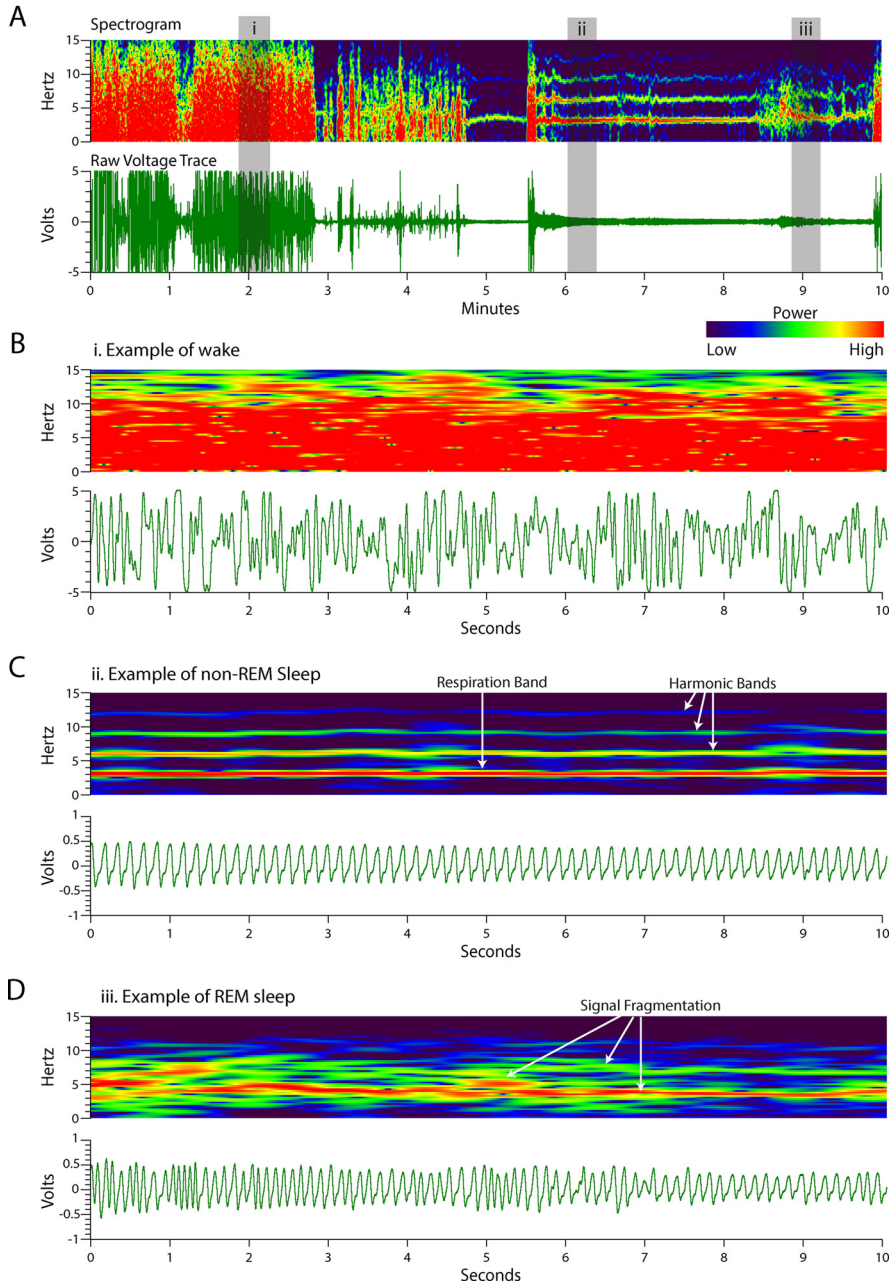 A
Spectrogram
i
ii
iii
15
10
5
0
Hertz
Raw Voltage Trace
5
0
-5
Volts
0 1 2 3 4 5 6 7 8 9 10
Minutes
Power
Low High
B
i. Example of wake
15
10
5
0
Hertz
5
0
-5
Volts
0 1 2 3 4 5 6 7 8 9 10
Seconds
C
ii. Example of non-REM Sleep
Respiration Band
Harmonic Bands
15
10
5
0
Hertz
1
0.5
0
-0.5
-1
Volts
0 1 2 3 4 5 6 7 8 9 10
Seconds
D
iii. Example of REM sleep
Signal Fragmentation
15
10
5
0
Hertz
1
0.5
0
-0.5
-1
Volts
0 1 2 3 4 5 6 7 8 9 10
Seconds